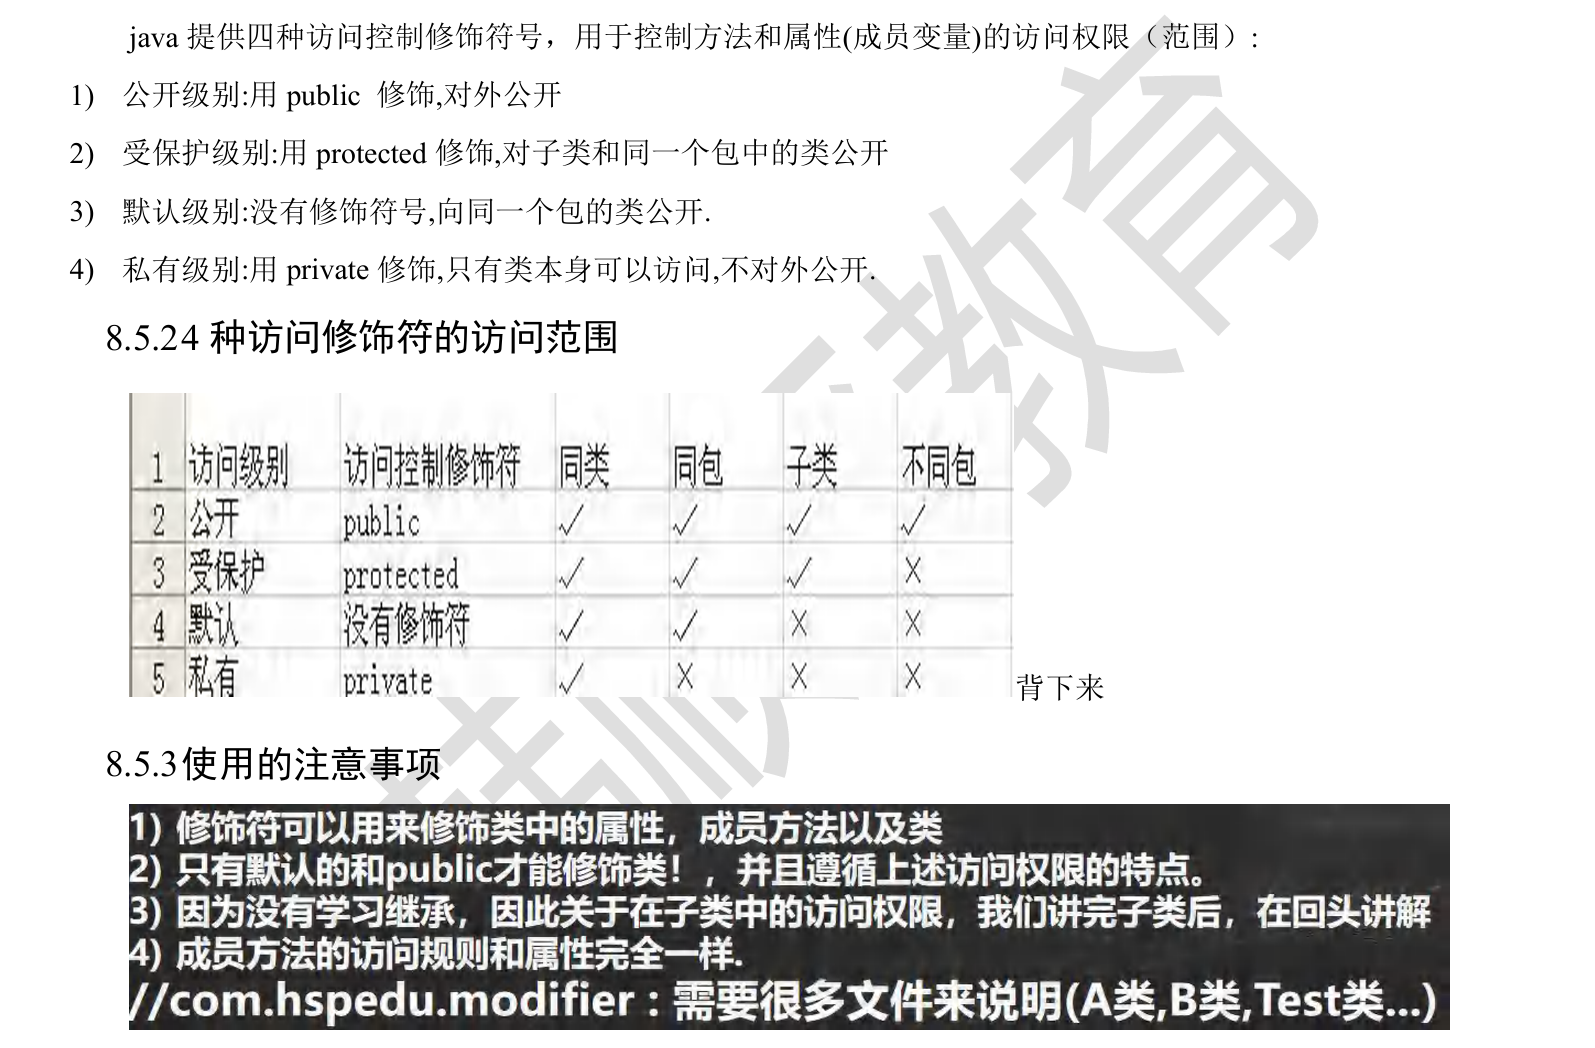 java 提供四种访问控制修饰符号，用于控制方法和属性(成员变量)的访问权限（范围）:
1) 公开级别:用 public 修饰,对外公开
2) 受保护级别:用 protected 修饰,对子类和同一个包中的类公开
3) 默认级别:没有修饰符号,向同一个包的类公开.
4) 私有级别:用 private 修饰,只有类本身可以访问,不对外公开.
8.5.24 种访问修饰符的访问范围
1 访问级别 访问控制修饰符 同类 同包 子类 不同包
2 公开 public √ √ √ √
3 受保护 protected √ √ √ ×
4 默认 没有修饰符 √ √ × ×
5 私有 private √ × × ×
背下来
8.5.3使用的注意事项
1) 修饰符可以用来修饰类中的属性，成员方法以及类
2) 只有默认的和public才能修饰类！，并且遵循上述访问权限的特点。
3) 因为没有学习继承，因此关于在子类中的访问权限，我们讲完子类后，在回头讲解
4) 成员方法的访问规则和属性完全一样.
//com.hspedu.modifier : 需要很多文件来说明(A类,B类,Test类...)
教育